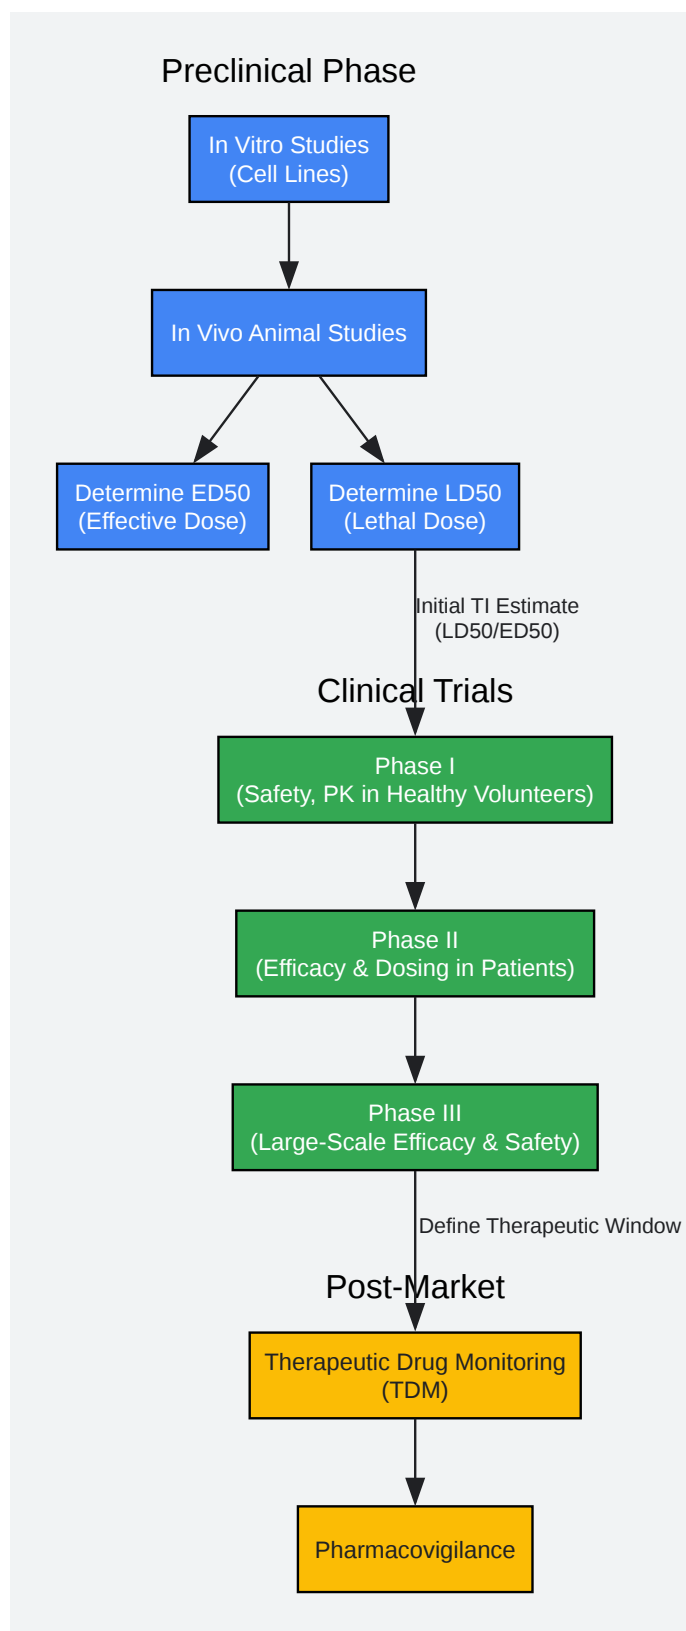 Preclinical Phase
In Vitro Studies
(Cell Lines)
In Vivo Animal Studies
Determine ED50
(Effective Dose)
Determine LD50
(Lethal Dose)
Initial TI Estimate
(LD50/ED50)
Clinical Trials
Phase I
(Safety, PK in Healthy Volunteers)
Phase II
(Efficacy & Dosing in Patients)
Phase III
(Large-Scale Efficacy & Safety)
Define Therapeutic Window
Post-Market
Therapeutic Drug Monitoring
(TDM)
Pharmacovigilance